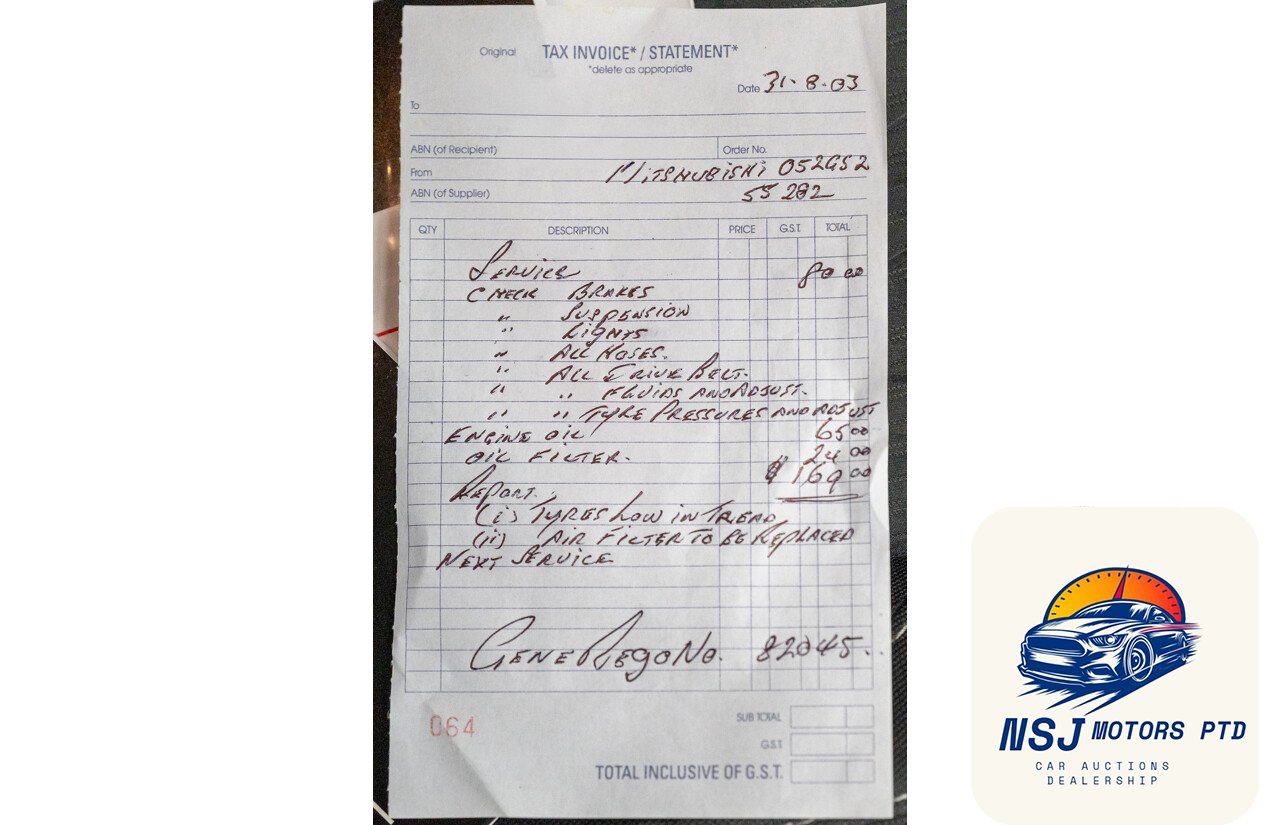 Original TAX INVOICE* / STATEMENT*
*delete as appropriate
Date 31-8-03
To
ABN (of Recipient) Order No.
From MITSHUBISHI 052GS2
ABN (of Supplier) 55 282
QTY DESCRIPTION PRICE G.S.T. TOTAL
SERVICE 80 00
CHECK BRAKES
" SUSPENSION
" LIGHTS
" ALL HOSES.
" ALL DRIVE BELT.
" " FLUIDS AND ADJUST.
" " TYRE PRESSURES AND ADJUST
ENGINE OIL 65 00
OIL FILTER. " 24 00
$ 169 00
REPORT.
(i) TYRES LOW IN TREAD
(ii) AIR FILTER TO BE REPLACED
NEXT SERVICE
GENE REGO No. 82045.
064
SUB TOTAL
G.S.T.
TOTAL INCLUSIVE OF G.S.T.
NSJ MOTORS PTD
CAR AUCTIONS
DEALERSHIP